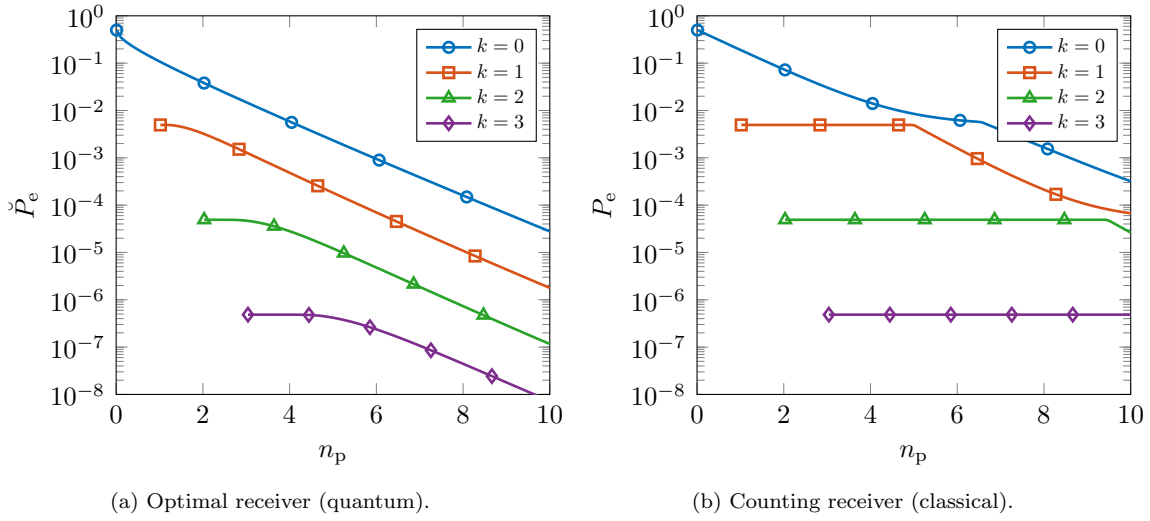 10^0
10^{-1}
10^{-2}
10^{-3}
10^{-4}
10^{-5}
10^{-6}
10^{-7}
10^{-8}
P̆_e
0 2 4 6 8 10
n_p
k = 0
k = 1
k = 2
k = 3
(a) Optimal receiver (quantum).
10^0
10^{-1}
10^{-2}
10^{-3}
10^{-4}
10^{-5}
10^{-6}
10^{-7}
10^{-8}
P_e
0 2 4 6 8 10
n_p
k = 0
k = 1
k = 2
k = 3
(b) Counting receiver (classical).